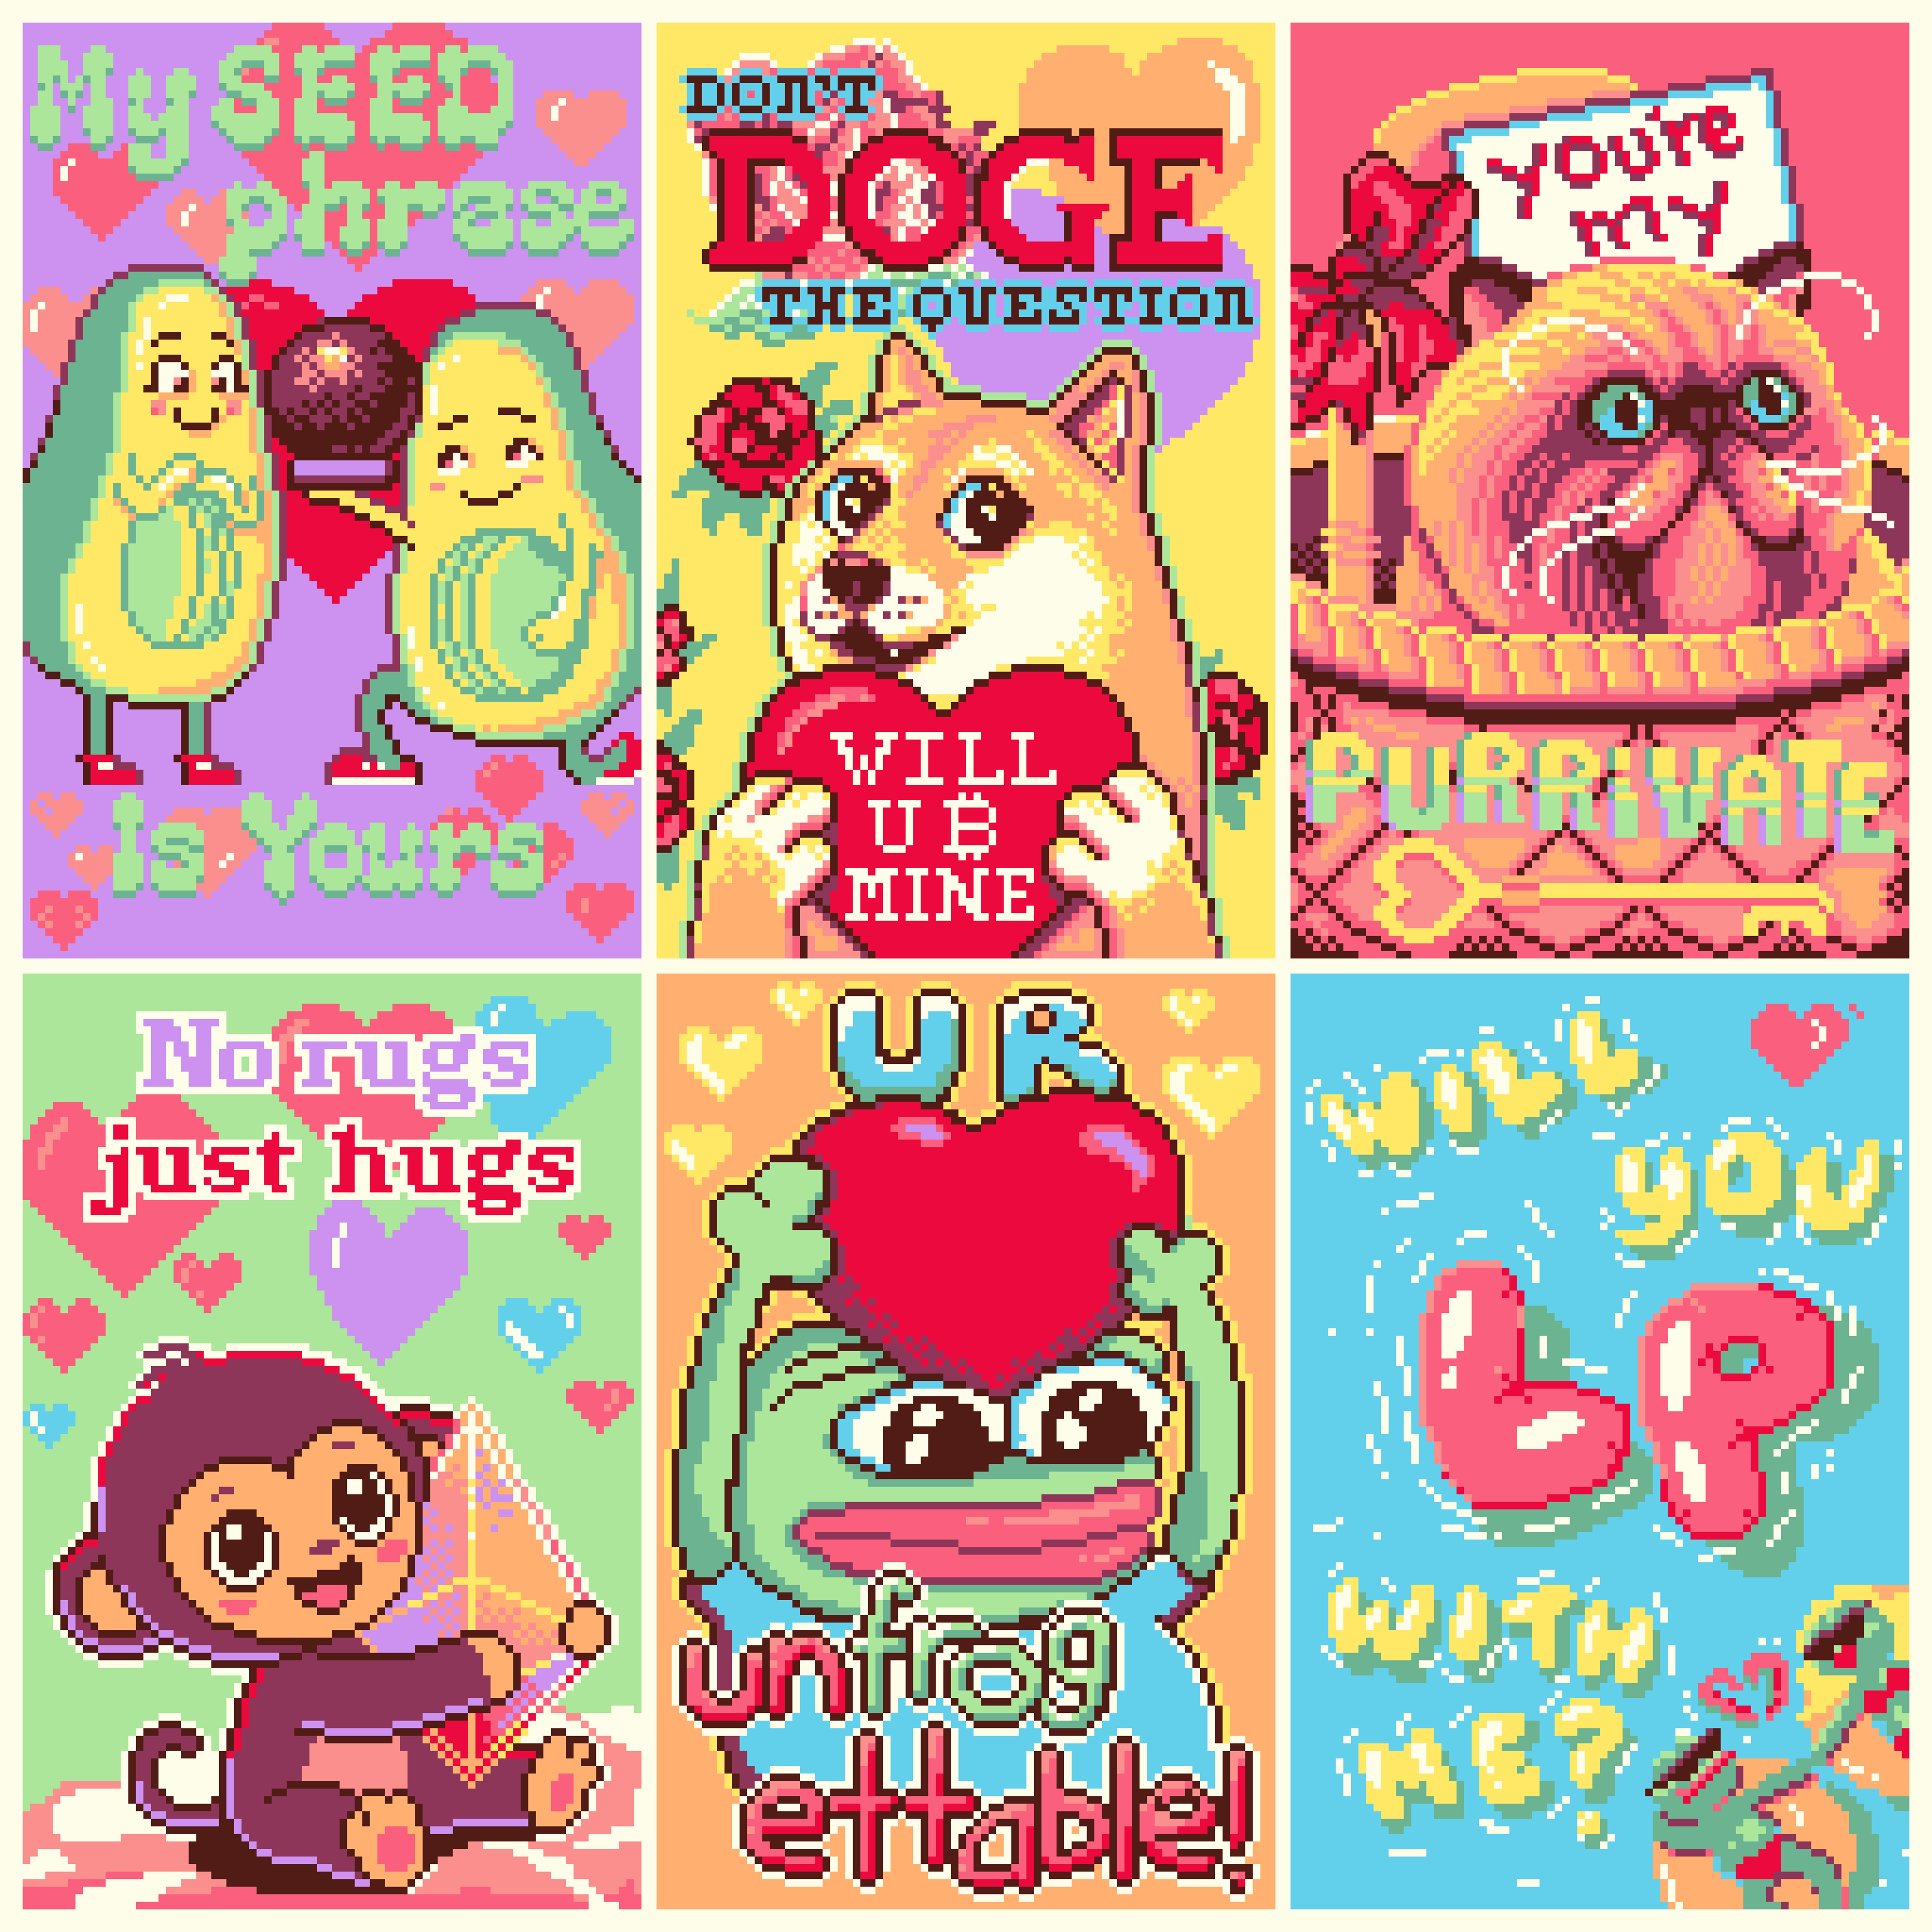 My SEED
phrase
is Yours
DON'T
DOGE
THE QUESTION
WILL
U B
MINE
you're
my
PURRIVATE
No rugs
just hugs
U R
unfrog
ettable!
WILL
YOU
LP
WITH
ME?